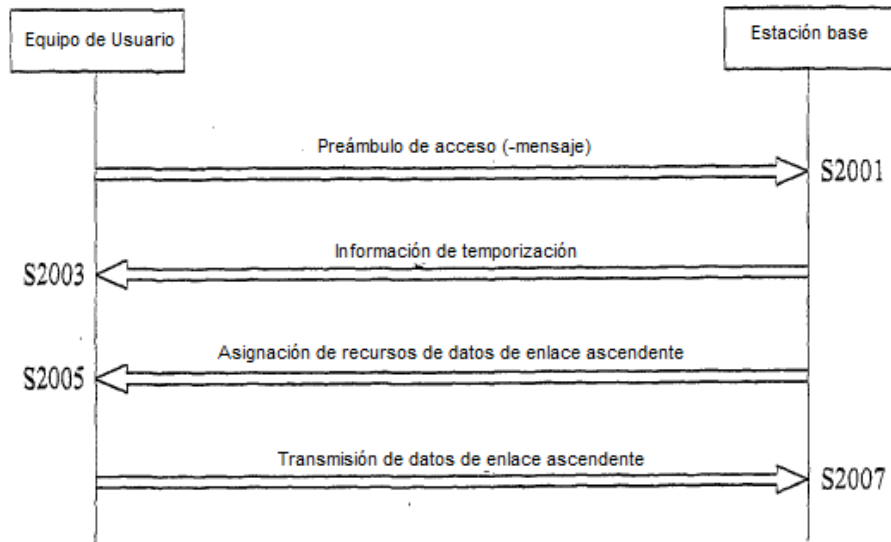 Equipo de Usuario
Estación base
Preámbulo de acceso (-mensaje)
S2001
Información de temporización
S2003
Asignación de recursos de datos de enlace ascendente
S2005
Transmisión de datos de enlace ascendente
S2007